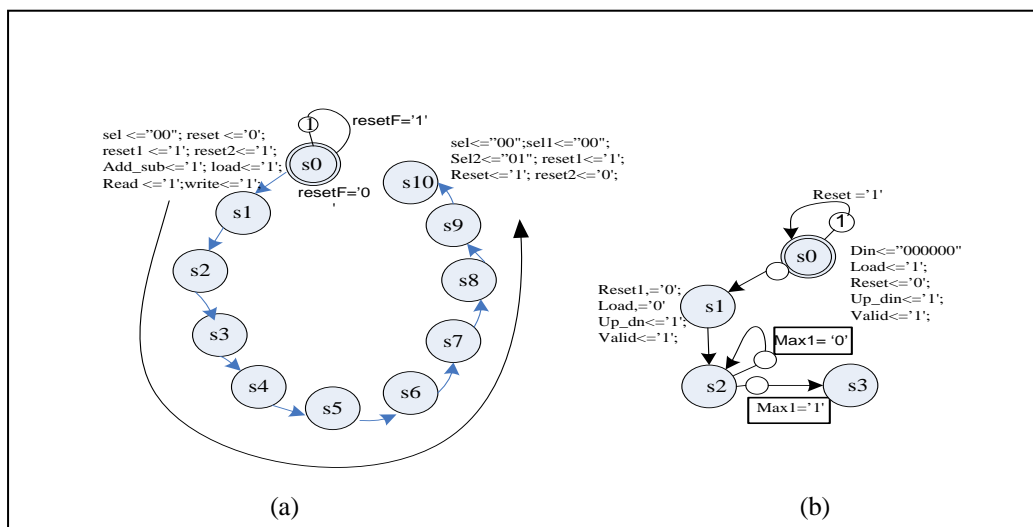 sel <=”00"; reset <=’0';
reset1 <=’1'; reset2<=’1';
Add_sub<=’1'; load<=’1';
Read <=’1';write<=’1';
1
resetF='1'
s0
resetF='0
'
s1
s2
s3
s4
s5
s6
s7
s8
s9
s10
sel<=”00";sel1<=”00";
Sel2<=”01"; reset1<=’1';
Reset<=’1'; reset2<=’0';
(a)
Reset =’1'
1
s0
Din<=”000000"
Load<=’1';
Reset<=’0';
Up_din<=’1';
Valid<=’1';
Reset1,=’0';
Load,=’0'
Up_dn<=’1';
Valid<=’1';
s1
Max1= ‘0’
s2
s3
Max1=’1'
(b)